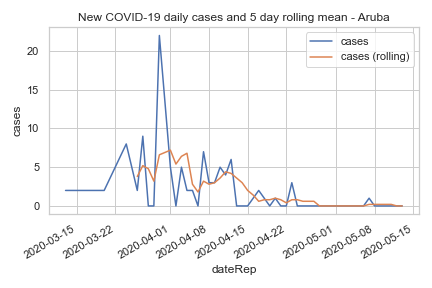 New COVID-19 daily cases and 5 day rolling mean - Aruba
cases
cases (rolling)
20
15
10
5
0
cases
2020-03-15
2020-03-22
2020-04-01
2020-04-08
2020-04-15
2020-04-22
2020-05-01
2020-05-08
2020-05-15
dateRep